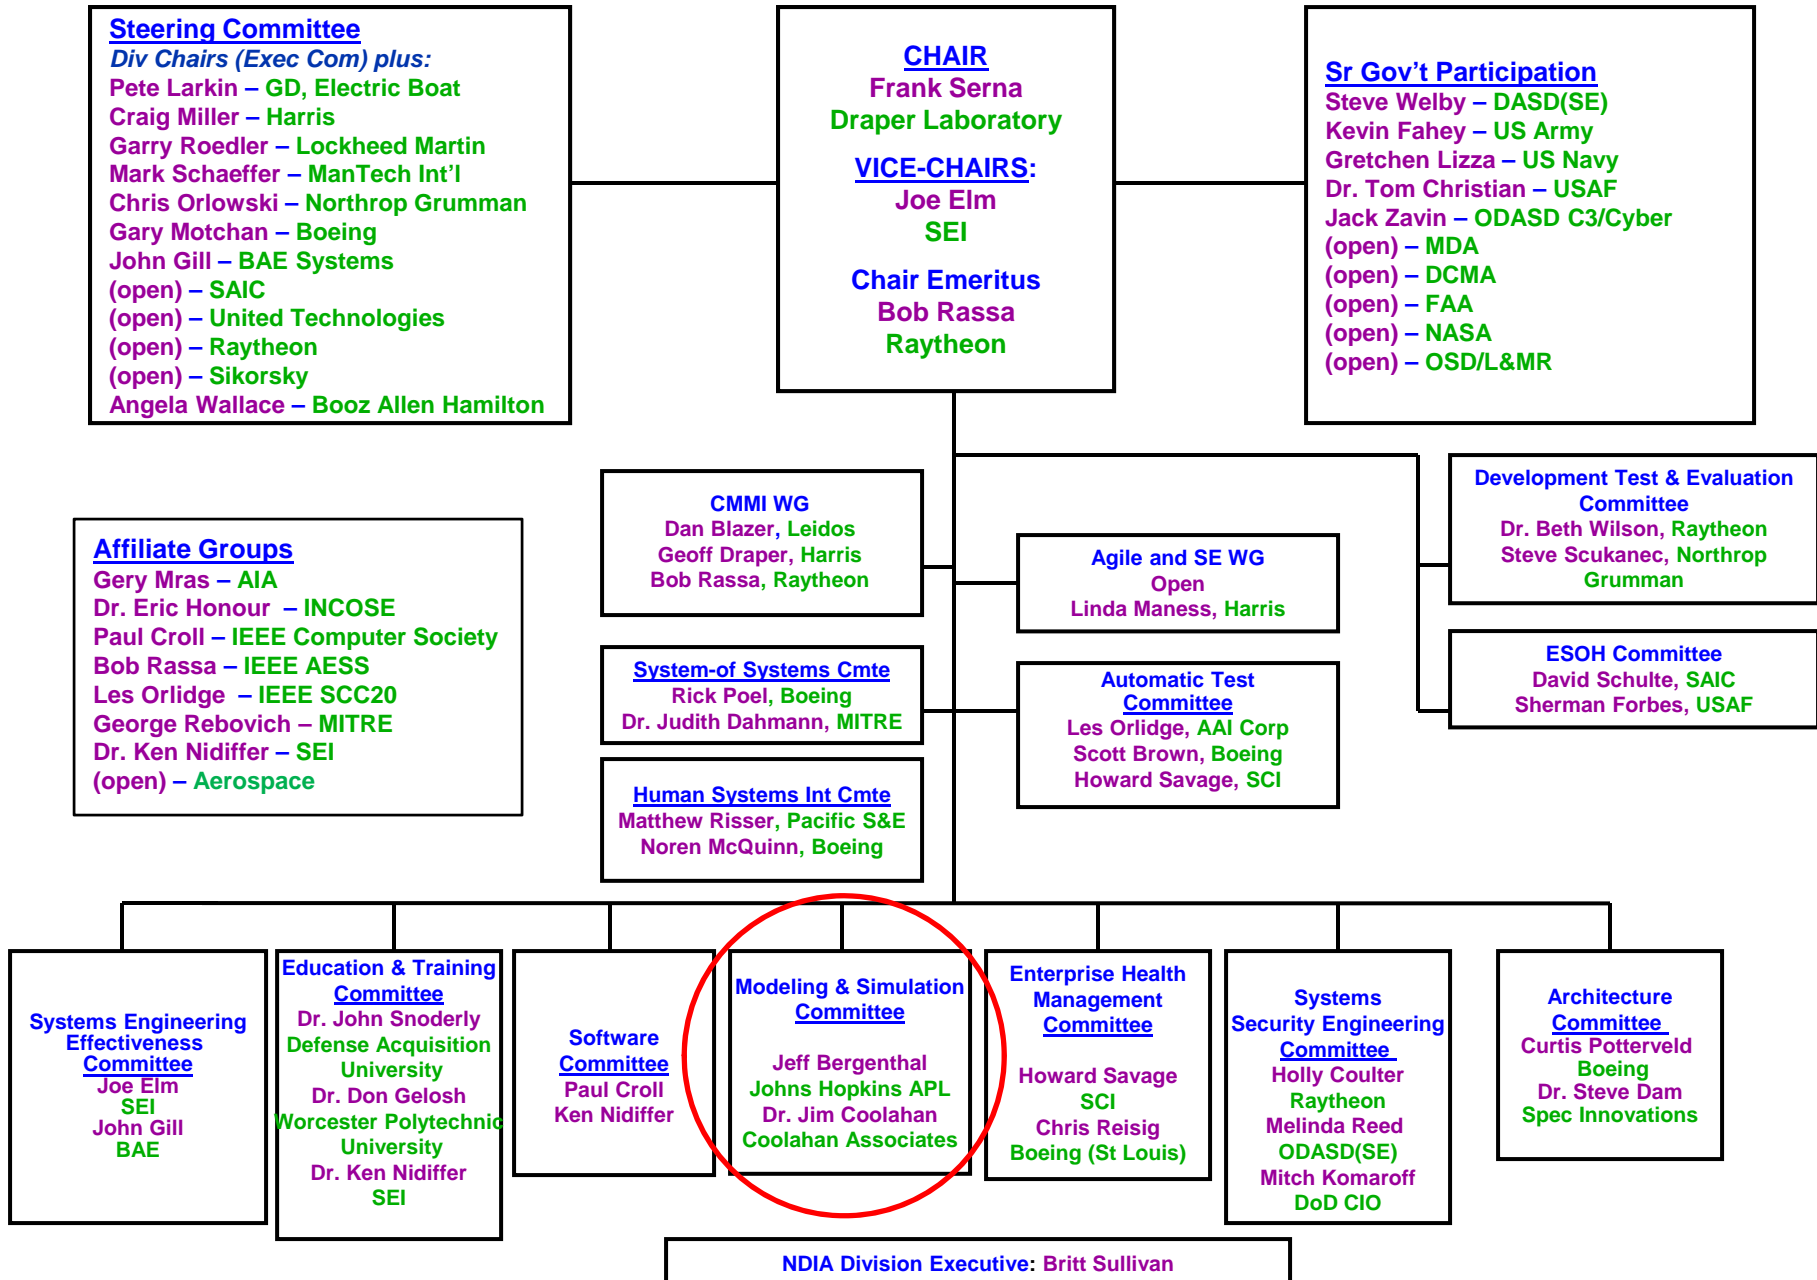 Steering Committee
Div Chairs (Exec Com) plus:
Pete Larkin – GD, Electric Boat
Craig Miller – Harris
Garry Roedler – Lockheed Martin
Mark Schaeffer – ManTech Int’l
Chris Orlowski – Northrop Grumman
Gary Motchan – Boeing
John Gill – BAE Systems
(open) – SAIC
(open) – United Technologies
(open) – Raytheon
(open) – Sikorsky
Angela Wallace – Booz Allen Hamilton
CHAIR
Frank Serna
Draper Laboratory
VICE-CHAIRS:
Joe Elm
SEI
Chair Emeritus
Bob Rassa
Raytheon
Sr Gov’t Participation
Steve Welby – DASD(SE)
Kevin Fahey – US Army
Gretchen Lizza – US Navy
Dr. Tom Christian – USAF
Jack Zavin – ODASD C3/Cyber
(open) – MDA
(open) – DCMA
(open) – FAA
(open) – NASA
(open) – OSD/L&MR
Affiliate Groups
Gery Mras – AIA
Dr. Eric Honour – INCOSE
Paul Croll – IEEE Computer Society
Bob Rassa – IEEE AESS
Les Orlidge – IEEE SCC20
George Rebovich – MITRE
Dr. Ken Nidiffer – SEI
(open) – Aerospace
CMMI WG
Dan Blazer, Leidos
Geoff Draper, Harris
Bob Rassa, Raytheon
Agile and SE WG
Open
Linda Maness, Harris
Development Test & Evaluation
Committee
Dr. Beth Wilson, Raytheon
Steve Scukanec, Northrop
Grumman
System-of Systems Cmte
Rick Poel, Boeing
Dr. Judith Dahmann, MITRE
Automatic Test
Committee
Les Orlidge, AAI Corp
Scott Brown, Boeing
Howard Savage, SCI
ESOH Committee
David Schulte, SAIC
Sherman Forbes, USAF
Human Systems Int Cmte
Matthew Risser, Pacific S&E
Noren McQuinn, Boeing
Systems Engineering
Effectiveness
Committee
Joe Elm
SEI
John Gill
BAE
Education & Training
Committee
Dr. John Snoderly
Defense Acquisition
University
Dr. Don Gelosh
Worcester Polytechnic
University
Dr. Ken Nidiffer
SEI
Software
Committee
Paul Croll
Ken Nidiffer
Modeling & Simulation
Committee
Jeff Bergenthal
Johns Hopkins APL
Dr. Jim Coolahan
Coolahan Associates
Enterprise Health
Management
Committee
Howard Savage
SCI
Chris Reisig
Boeing (St Louis)
Systems
Security Engineering
Committee
Holly Coulter
Raytheon
Melinda Reed
ODASD(SE)
Mitch Komaroff
DoD CIO
Architecture
Committee
Curtis Potterveld
Boeing
Dr. Steve Dam
Spec Innovations
NDIA Division Executive: Britt Sullivan